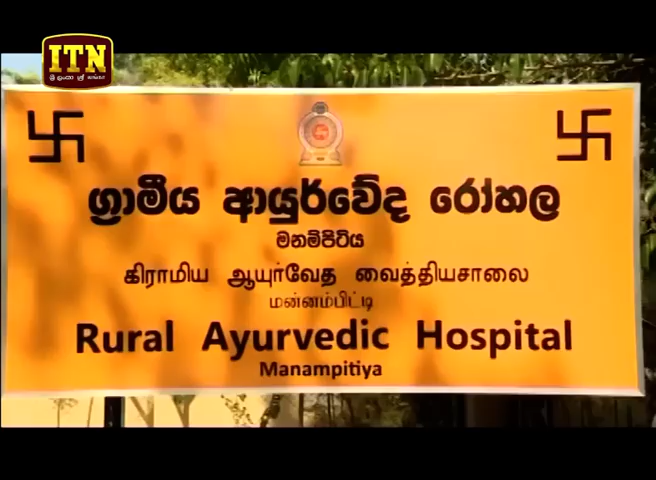 ITN
ග්‍රාමීය ආයුර්වේද රෝහල
මනම්පිටිය
கிராமிய ஆயுர்வேத வைத்தியசாலை
மன்னம்பிட்டி
Rural Ayurvedic Hospital
Manampitiya